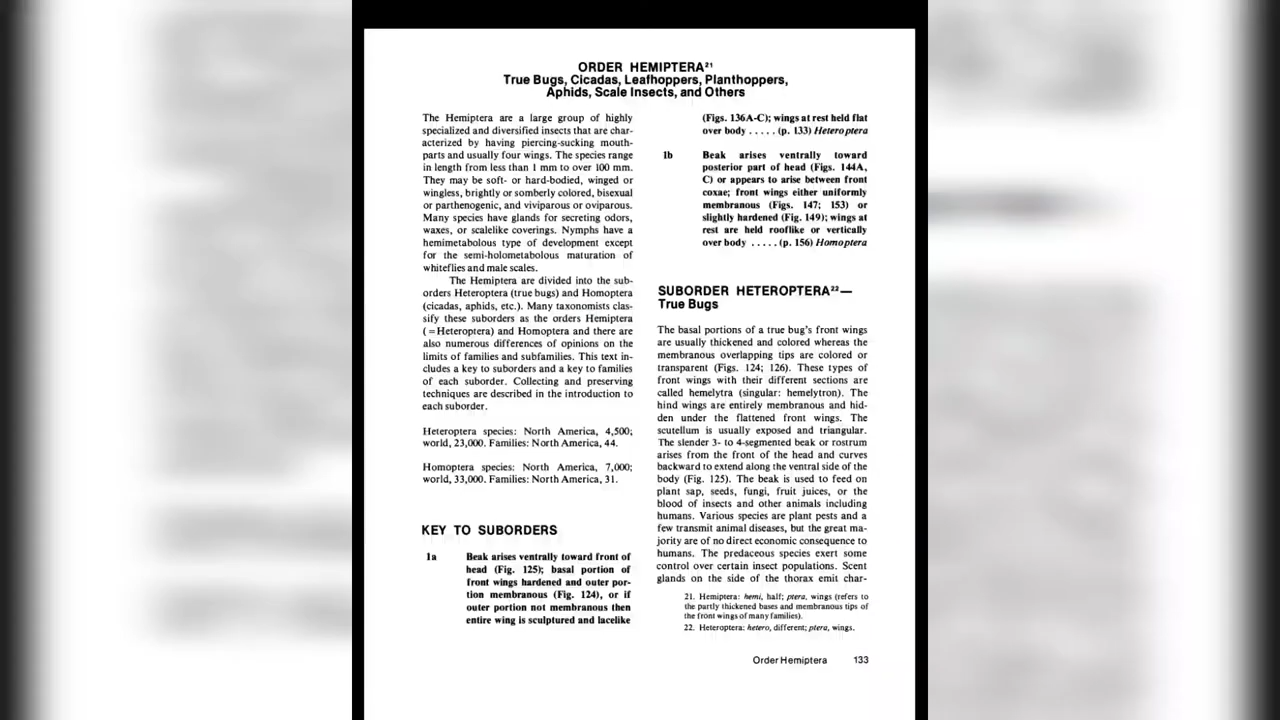 ORDER HEMIPTERA²¹
True Bugs, Cicadas, Leafhoppers, Planthoppers,
Aphids, Scale Insects, and Others
The Hemiptera are a large group of highly
specialized and diversified insects that are char-
acterized by having piercing-sucking mouth-
parts and usually four wings. The species range
in length from less than 1 mm to over 100 mm.
They may be soft- or hard-bodied, winged or
wingless, brightly or somberly colored, bisexual
or parthenogenic, and viviparous or oviparous.
Many species have glands for secreting odors,
waxes, or scalelike coverings. Nymphs have a
hemimetabolous type of development except
for the semi-holometabolous maturation of
whiteflies and male scales.
The Hemiptera are divided into the sub-
orders Heteroptera (true bugs) and Homoptera
(cicadas, aphids, etc.). Many taxonomists clas-
sify these suborders as the orders Hemiptera
(=Heteroptera) and Homoptera and there are
also numerous differences of opinions on the
limits of families and subfamilies. This text in-
cludes a key to suborders and a key to families
of each suborder. Collecting and preserving
techniques are described in the introduction to
each suborder.
Heteroptera species: North America, 4,500;
world, 23,000. Families: North America, 44.
Homoptera species: North America, 7,000;
world, 33,000. Families: North America, 31.
KEY TO SUBORDERS
1a Beak arises ventrally toward front of
head (Fig. 125); basal portion of
front wings hardened and outer por-
tion membranous (Fig. 124), or if
outer portion not membranous then
entire wing is sculptured and lacelike
(Figs. 136A-C); wings at rest held flat
over body . . . . . (p. 133) Heteroptera
1b Beak arises ventrally toward
posterior part of head (Figs. 144A,
C) or appears to arise between front
coxae; front wings either uniformly
membranous (Figs. 147; 153) or
slightly hardened (Fig. 149); wings at
rest are held rooflike or vertically
over body . . . . . (p. 156) Homoptera
SUBORDER HETEROPTERA²²—
True Bugs
The basal portions of a true bug's front wings
are usually thickened and colored whereas the
membranous overlapping tips are colored or
transparent (Figs. 124; 126). These types of
front wings with their different sections are
called hemelytra (singular: hemelytron). The
hind wings are entirely membranous and hid-
den under the flattened front wings. The
scutellum is usually exposed and triangular.
The slender 3- to 4-segmented beak or rostrum
arises from the front of the head and curves
backward to extend along the ventral side of the
body (Fig. 125). The beak is used to feed on
plant sap, seeds, fungi, fruit juices, or the
blood of insects and other animals including
humans. Various species are plant pests and a
few transmit animal diseases, but the great ma-
jority are of no direct economic consequence to
humans. The predaceous species exert some
control over certain insect populations. Scent
glands on the side of the thorax emit char-
21. Hemiptera: hemi, half; ptera, wings (refers to
the partly thickened bases and membranous tips of
the front wings of many families).
22. Heteroptera: hetero, different; ptera, wings.
Order Hemiptera 133